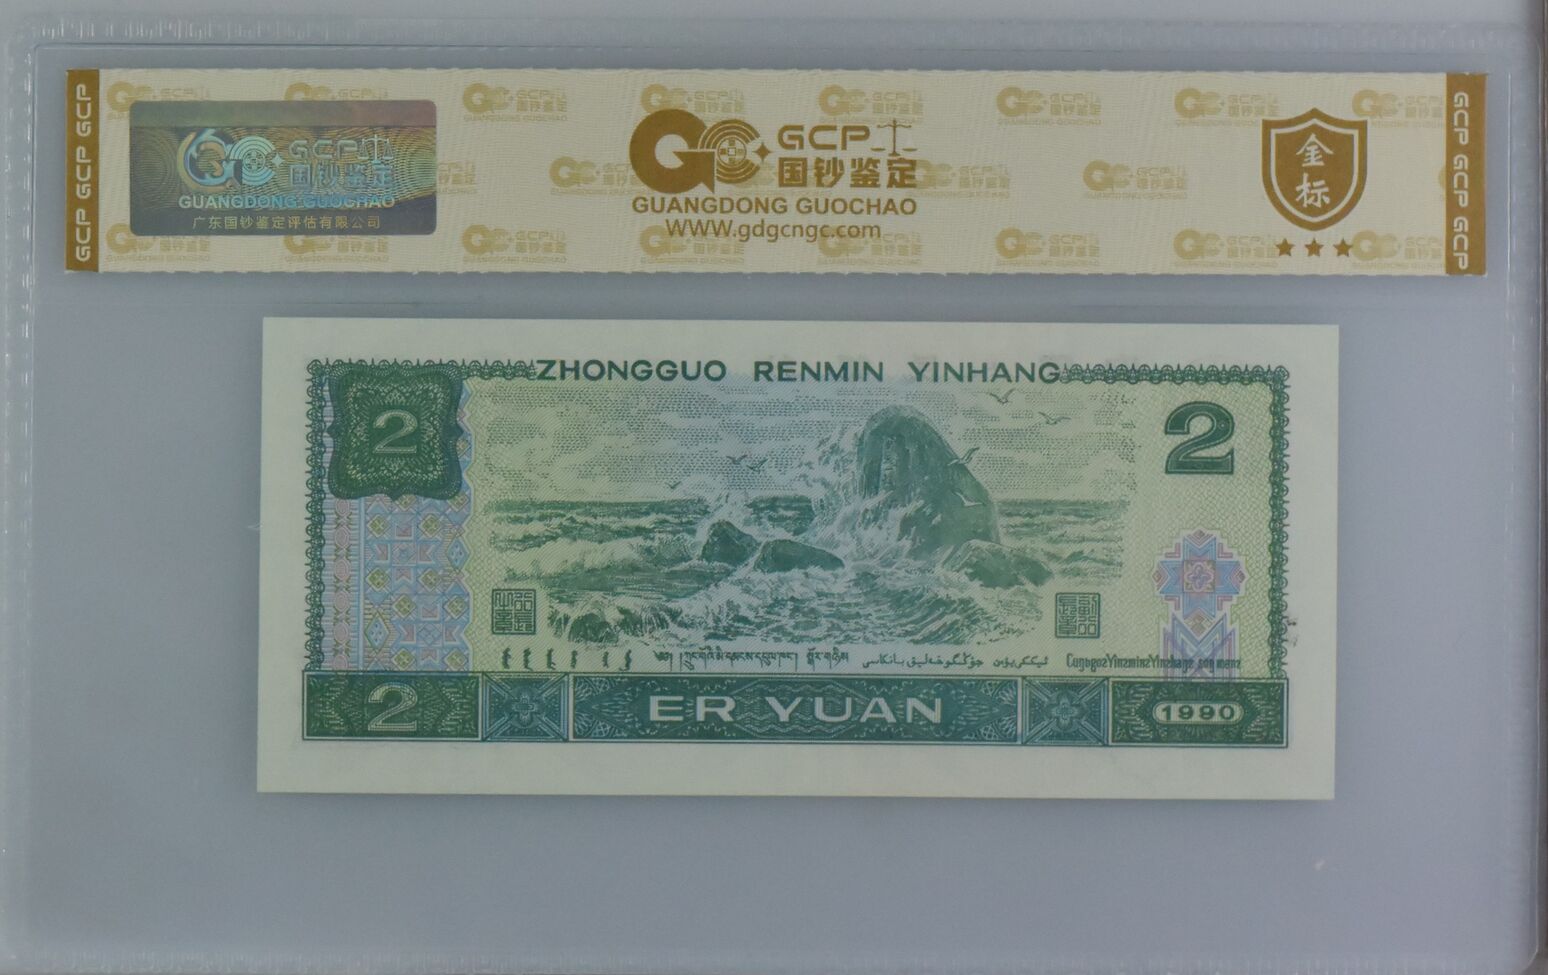 GCP GCP GCP
GCP
国钞鉴定
GUANGDONG GUOCHAO
广东国钞鉴定评估有限公司
GCP
国钞鉴定
GUANGDONG GUOCHAO
WWW.gdgcngc.com
金标
GCP GCP GCP
ZHONGGUO RENMIN YINHANG
2
2
ER YUAN
2
1990